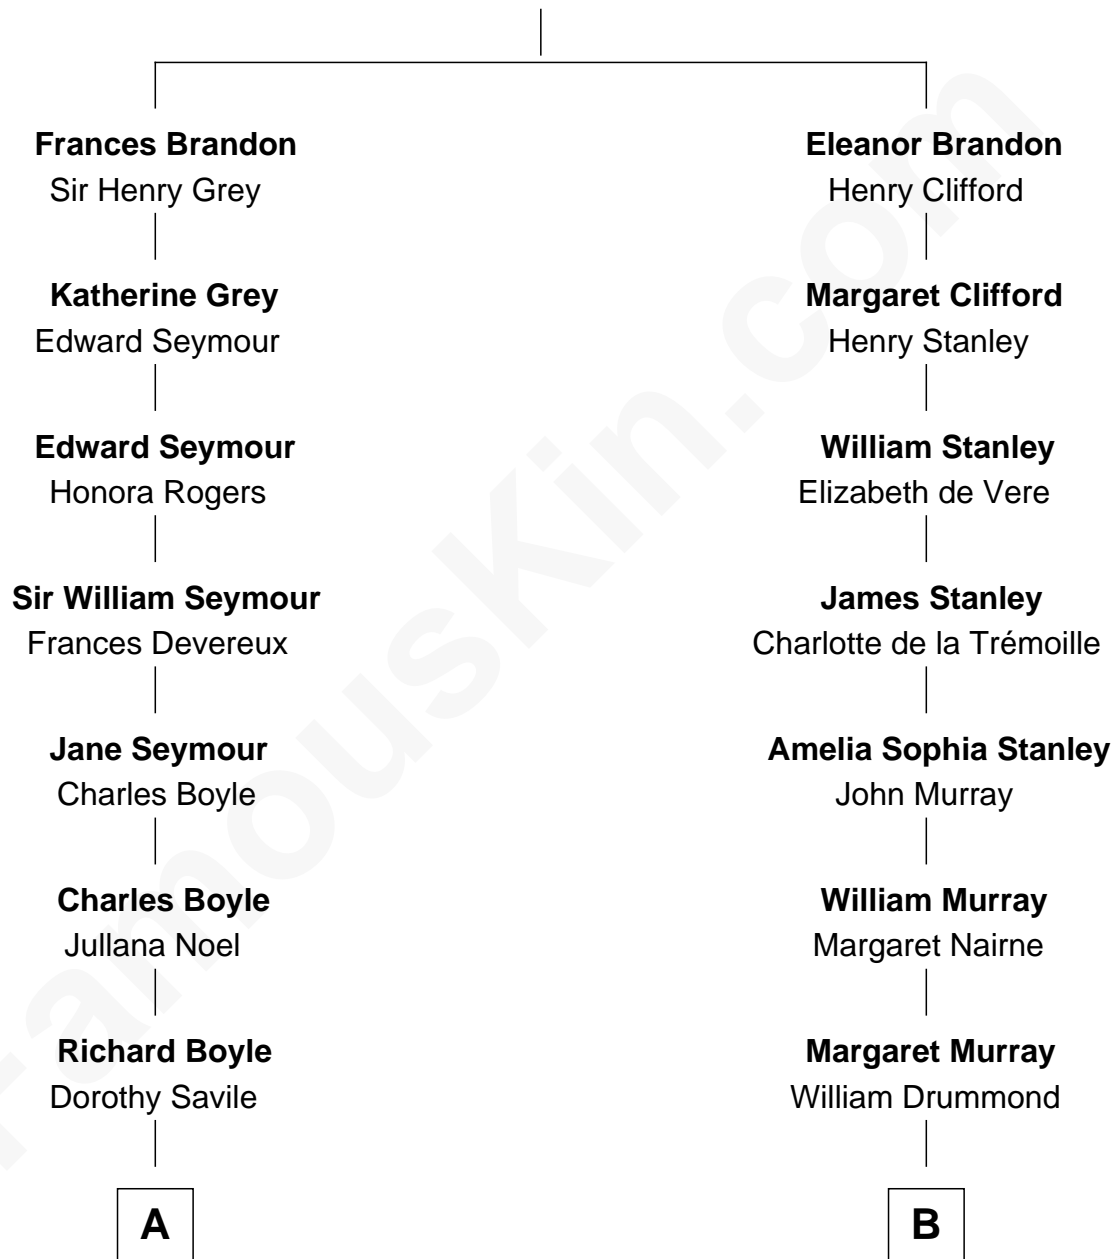 Frances Brandon
Sir Henry Grey
Katherine Grey
Edward Seymour
Edward Seymour
Honora Rogers
Sir William Seymour
Frances Devereux
Jane Seymour
Charles Boyle
Charles Boyle
Jullana Noel
Richard Boyle
Dorothy Savile
A
Eleanor Brandon
Henry Clifford
Margaret Clifford
Henry Stanley
William Stanley
Elizabeth de Vere
James Stanley
Charlotte de la Trémoille
Amelia Sophia Stanley
John Murray
William Murray
Margaret Nairne
Margaret Murray
William Drummond
B
FamousKin.com